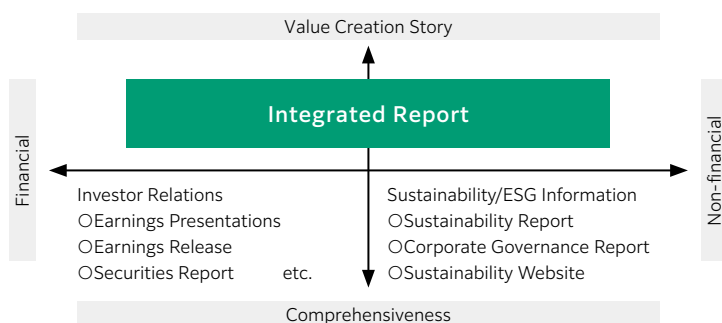 Value Creation Story
Integrated Report
Financial
Non-financial
Investor Relations
○Earnings Presentations
○Earnings Release
○Securities Report etc.
Sustainability/ESG Information
○Sustainability Report
○Corporate Governance Report
○Sustainability Website
Comprehensiveness